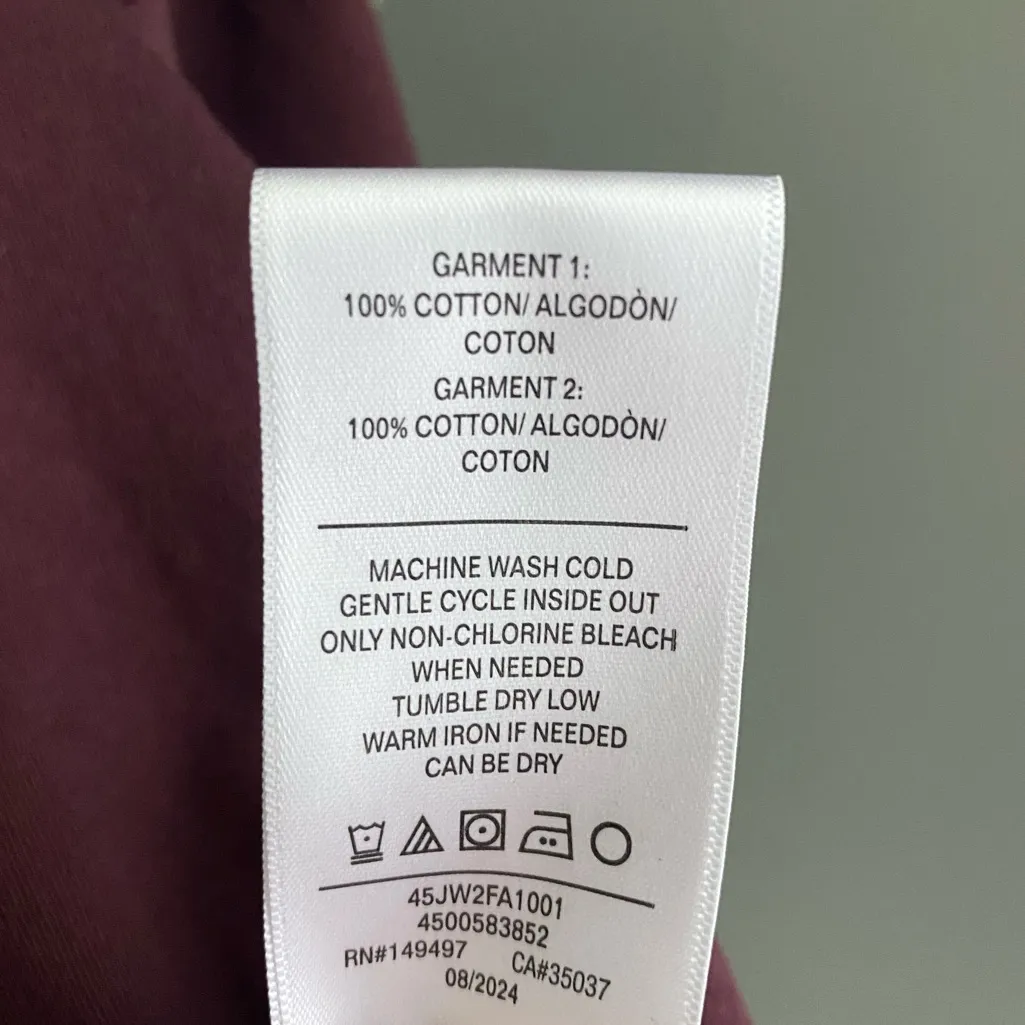 GARMENT 1:
100% COTTON/ ALGODÒN/
COTON
GARMENT 2:
100% COTTON/ ALGODÒN/
COTON
MACHINE WASH COLD
GENTLE CYCLE INSIDE OUT
ONLY NON-CHLORINE BLEACH
WHEN NEEDED
TUMBLE DRY LOW
WARM IRON IF NEEDED
CAN BE DRY
45JW2FA1001
4500583852
RN#149497 CA#35037
08/2024